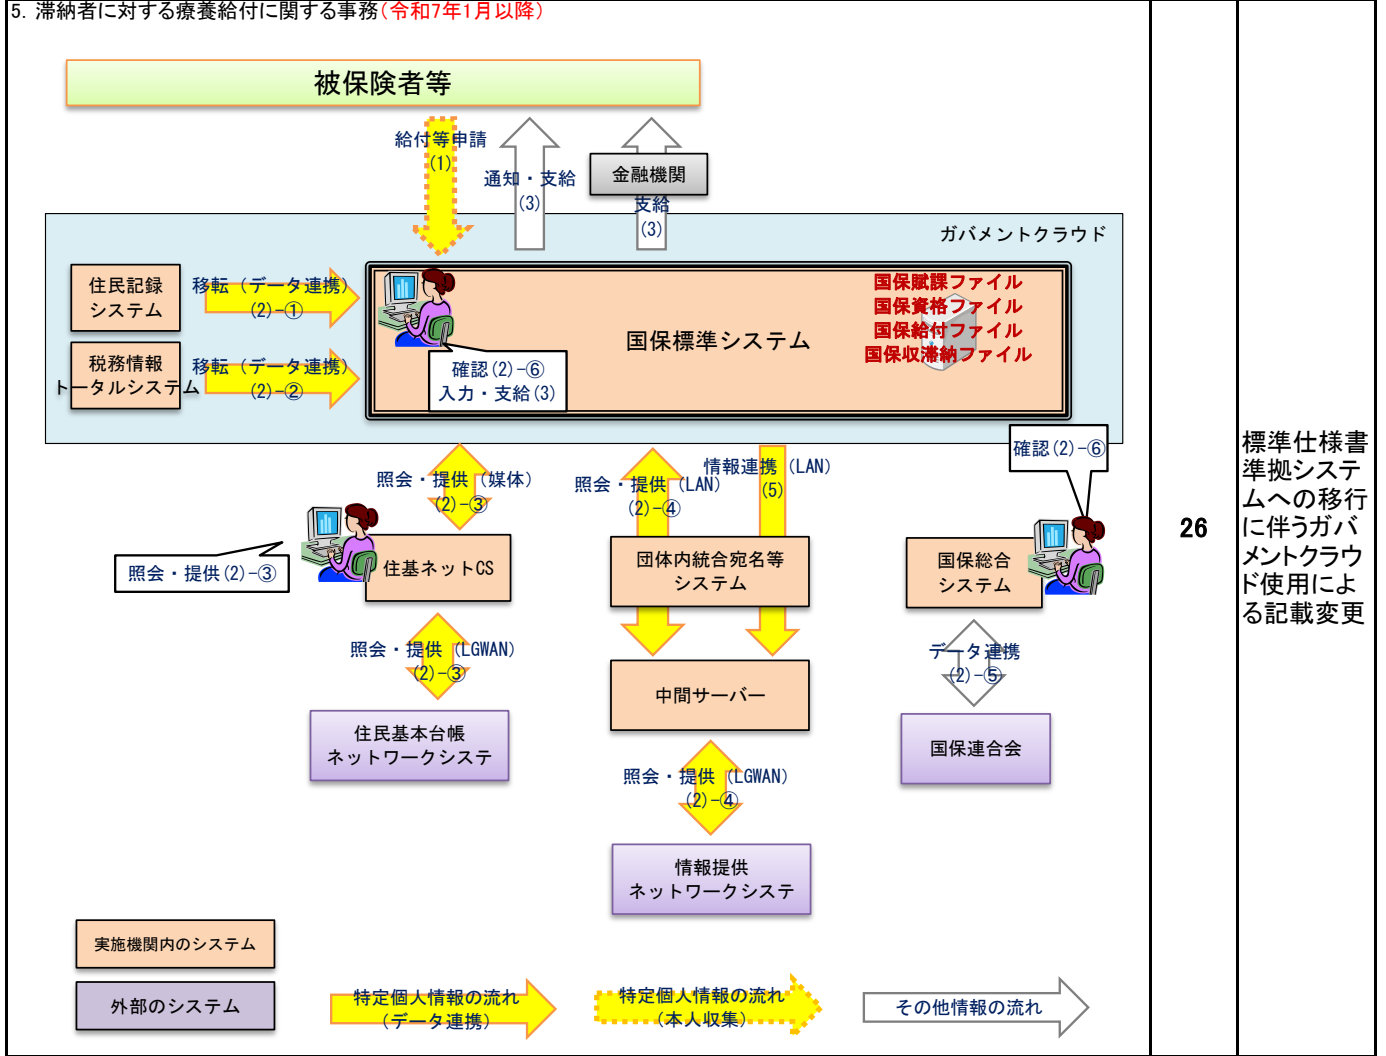 5. 滞納者に対する療養給付に関する事務(令和7年1月以降)
被保険者等
給付等申請
(1)
通知・支給
(3)
金融機関
支給
(3)
ガバメントクラウド
住民記録
システム
移転（データ連携）
(2)-①
税務情報
トータルシステム
移転（データ連携）
(2)-②
国保標準システム
国保賦課ファイル
国保資格ファイル
国保給付ファイル
国保収滞納ファイル
確認(2)-⑥
入力・支給(3)
照会・提供（媒体）
(2)-③
照会・提供（LAN）
(2)-④
情報連携（LAN）
(5)
確認(2)-⑥
照会・提供(2)-③
住基ネットCS
団体内統合宛名等
システム
国保総合
システム
照会・提供（LGWAN）
(2)-③
データ連携
(2)-⑤
中間サーバー
住民基本台帳
ネットワークシステ
国保連合会
照会・提供（LGWAN）
(2)-④
情報提供
ネットワークシステ
実施機関内のシステム
外部のシステム
特定個人情報の流れ
（データ連携）
特定個人情報の流れ
（本人収集）
その他情報の流れ
26
標準仕様書
準拠システ
ムへの移行
に伴うガバ
メントクラウ
ド使用によ
る記載変更